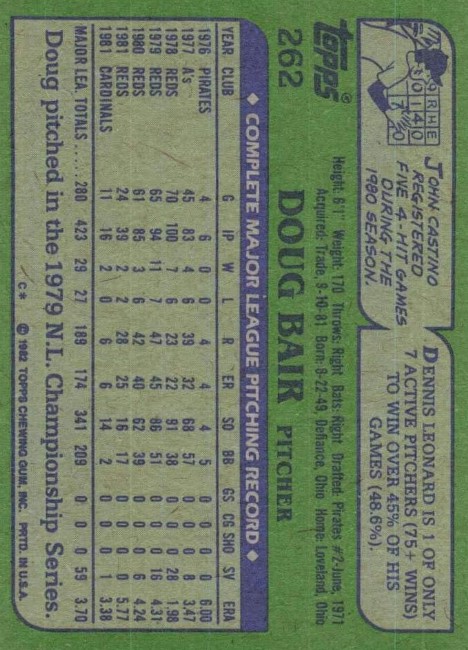 JOHN CASTINO
REGISTERED
FIVE 4-HIT GAMES
DURING THE
1980 SEASON.
9RHE
0140
DENNIS LEONARD IS 1 OF ONLY
7 ACTIVE PITCHERS (75+ WINS)
TO WIN OVER 45% OF HIS
GAMES (48.6%).
Topps®
262 DOUG BAIR PITCHER
Height: 6'1" Weight: 170 Throws: Right Bats: Right Drafted: Pirates #2-June, 1971
Acquired: Trade, 9-10-81 Born: 8-22-49, Defiance, Ohio Home: Loveland, Ohio
◆ COMPLETE MAJOR LEAGUE PITCHING RECORD ◆
YEAR CLUB G IP W L R ER SO BB GS CG SHO SV ERA
1976 PIRATES 4 6 0 0 4 4 4 5 0 0 0 0 6.00
1977 A's 45 83 4 6 39 32 68 57 0 0 0 8 3.47
1978 REDS 70 100 7 6 23 22 91 38 0 0 0 28 1.98
1979 REDS 65 94 11 7 47 45 86 51 0 0 0 16 4.31
1980 REDS 61 85 3 6 42 40 62 39 0 0 0 6 4.24
1981 REDS 24 39 2 2 28 25 16 17 0 0 0 0 5.77
1981 CARDINALS 11 16 2 0 6 6 14 2 0 0 0 1 3.38
MAJOR LEA. TOTALS ..... 280 423 29 27 189 174 341 209 0 0 0 59 3.70
Doug pitched in the 1979 N.L. Championship Series.
C* © 1982 TOPPS CHEWING GUM, INC. PRTD. IN U.S.A.